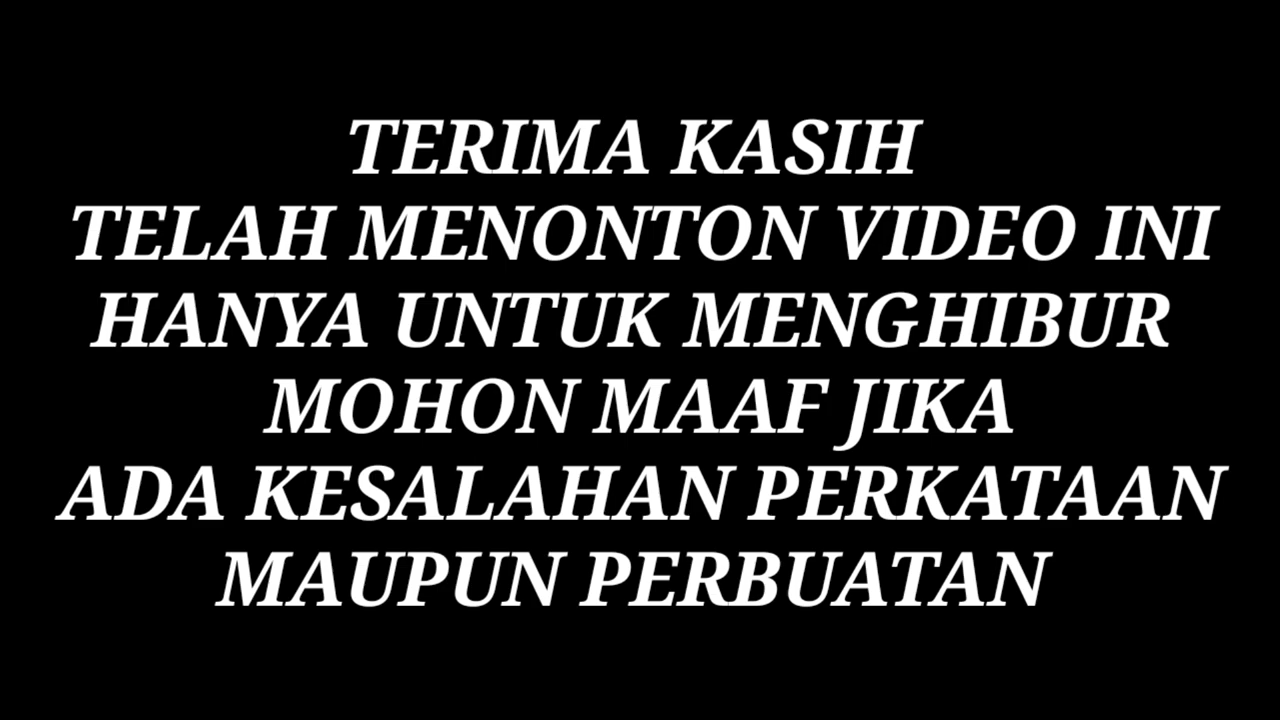 TERIMA KASIH
TELAH MENONTON VIDEO INI
HANYA UNTUK MENGHIBUR
MOHON MAAF JIKA
ADA KESALAHAN PERKATAAN
MAUPUN PERBUATAN